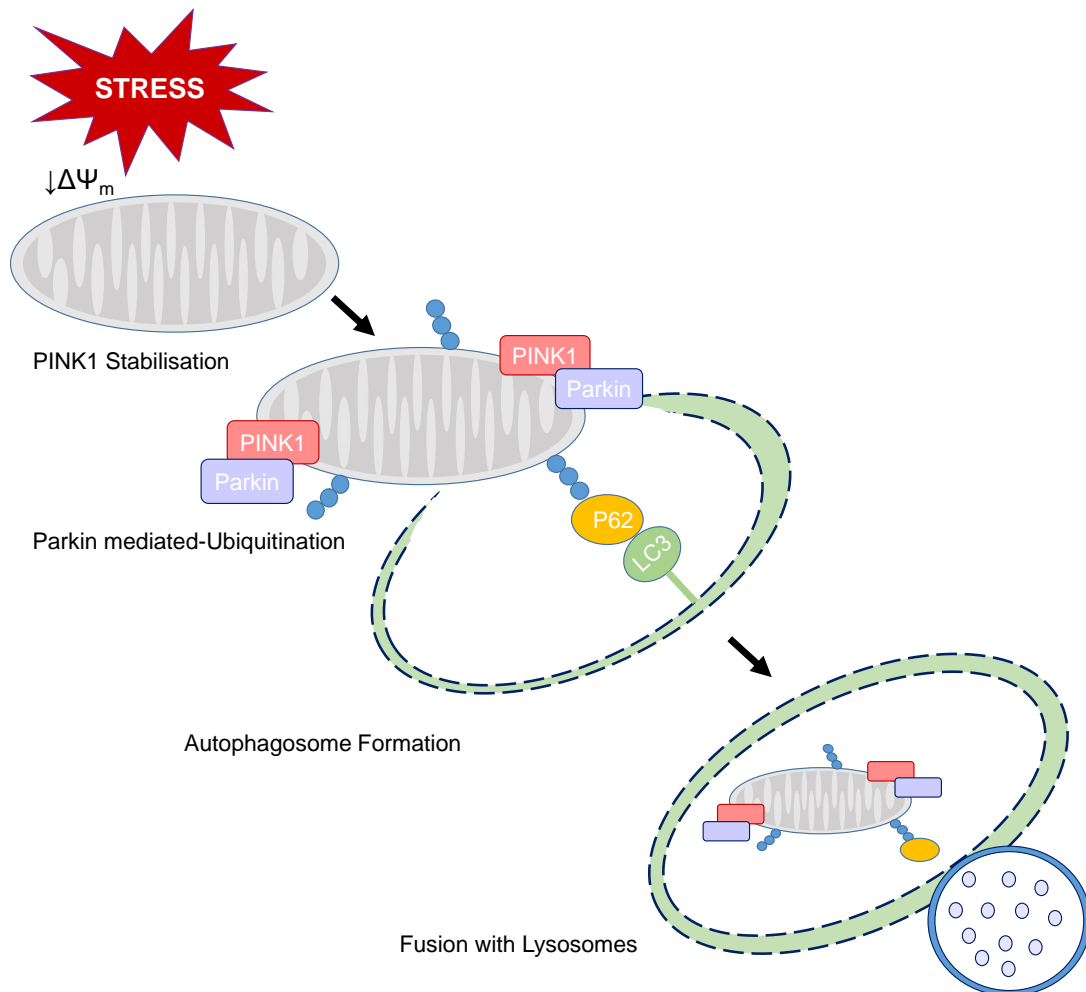 STRESS
↓ΔΨm
PINK1 Stabilisation
PINK1
Parkin
PINK1
Parkin
P62
LC3
Parkin mediated-Ubiquitination
Autophagosome Formation
Fusion with Lysosomes